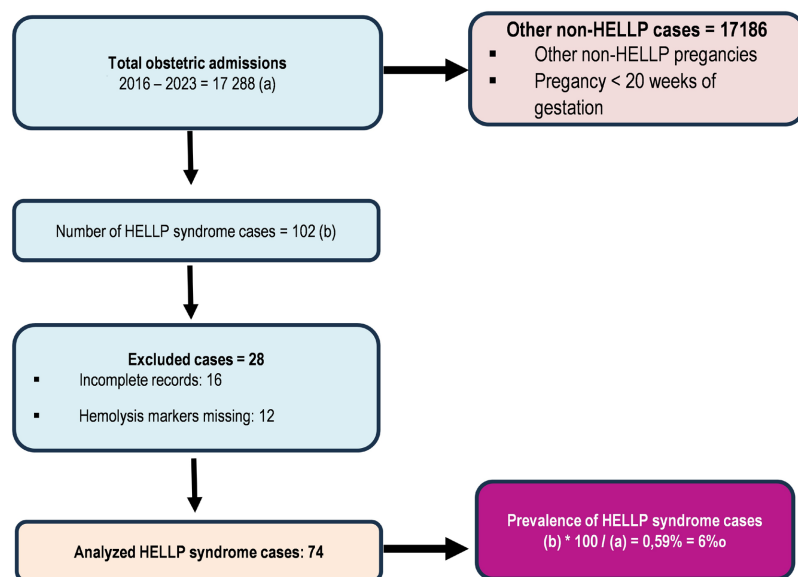 Total obstetric admissions
2016 – 2023 = 17 288 (a)
Other non-HELLP cases = 17186
▪ Other non-HELLP pregancies
▪ Pregancy < 20 weeks of
gestation
Number of HELLP syndrome cases = 102 (b)
Excluded cases = 28
▪ Incomplete records: 16
▪ Hemolysis markers missing: 12
Analyzed HELLP syndrome cases: 74
Prevalence of HELLP syndrome cases
(b) * 100 / (a) = 0,59% = 6%o